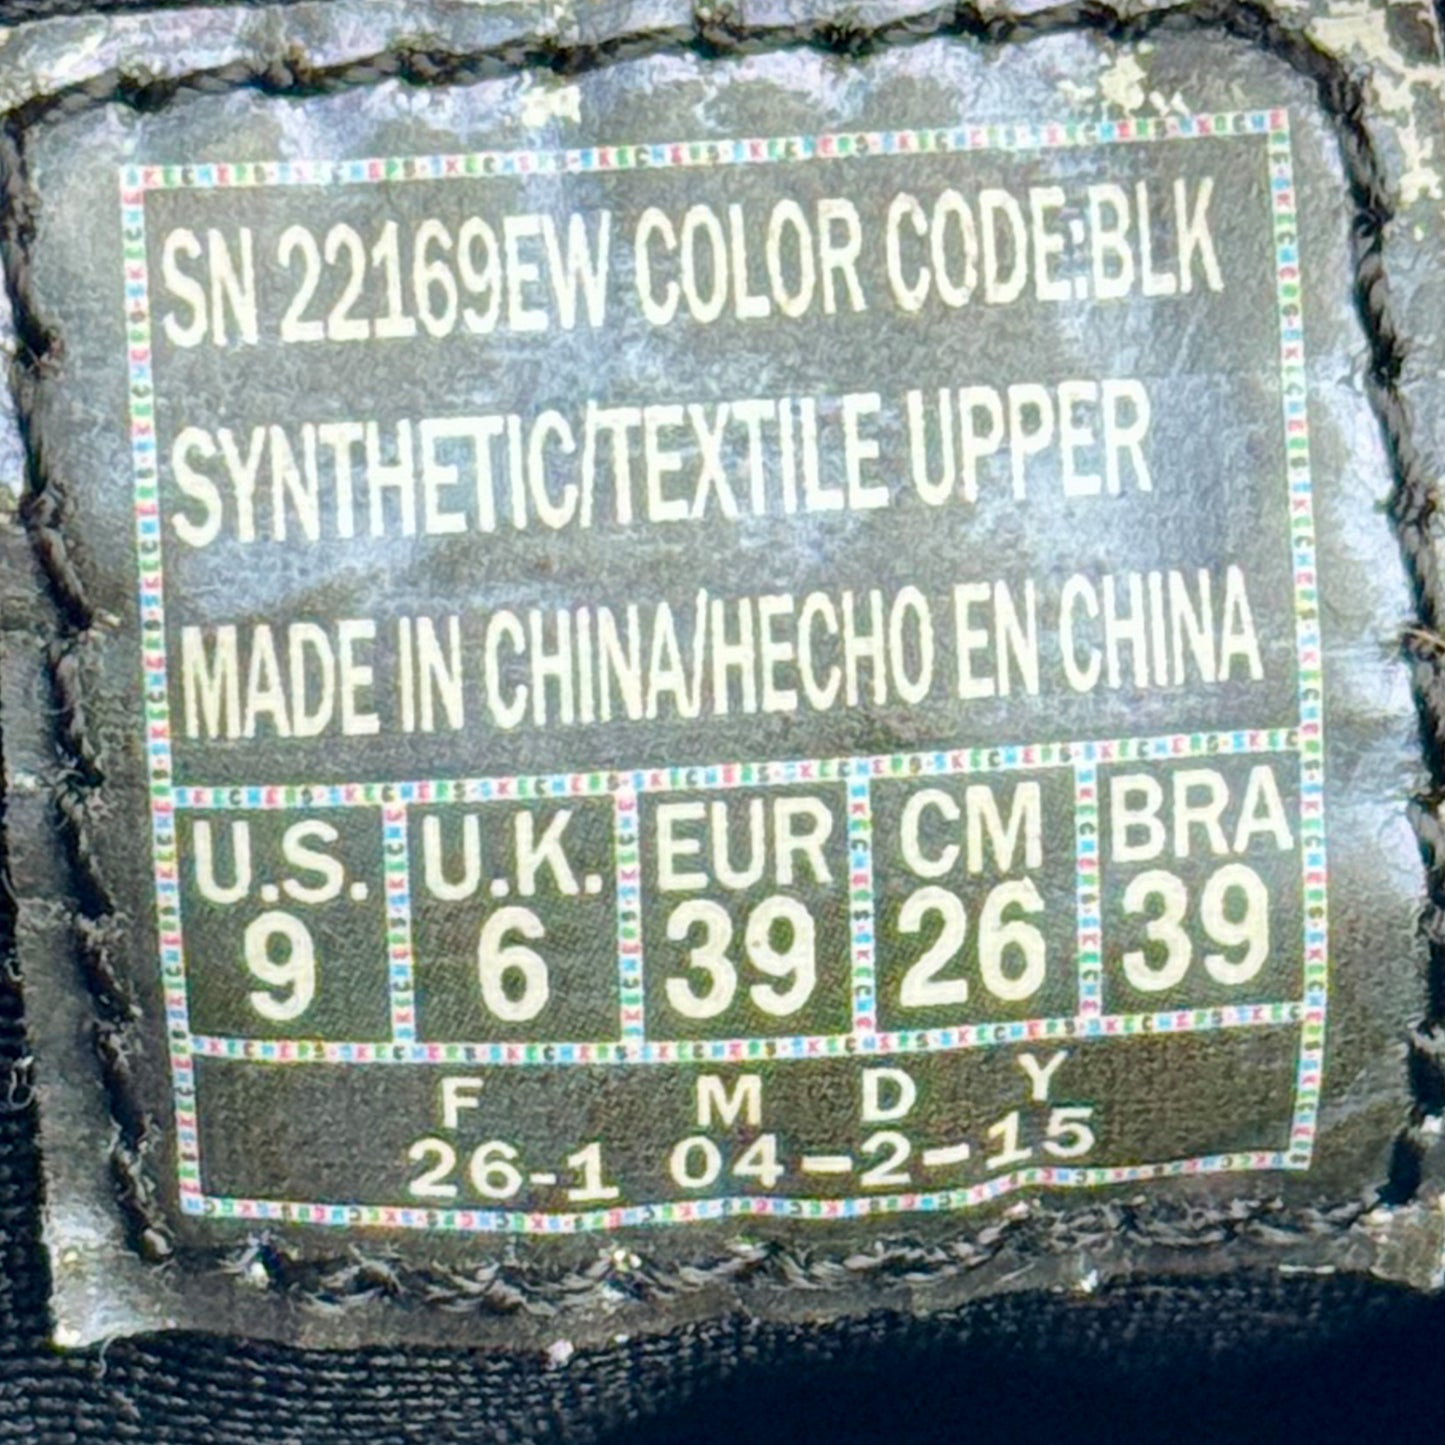 SN 22169EW COLOR CODE:BLK
SYNTHETIC/TEXTILE UPPER
MADE IN CHINA/HECHO EN CHINA
U.S. U.K. EUR CM BRA
9 6 39 26 39
F M D Y
26-1 04-2-15